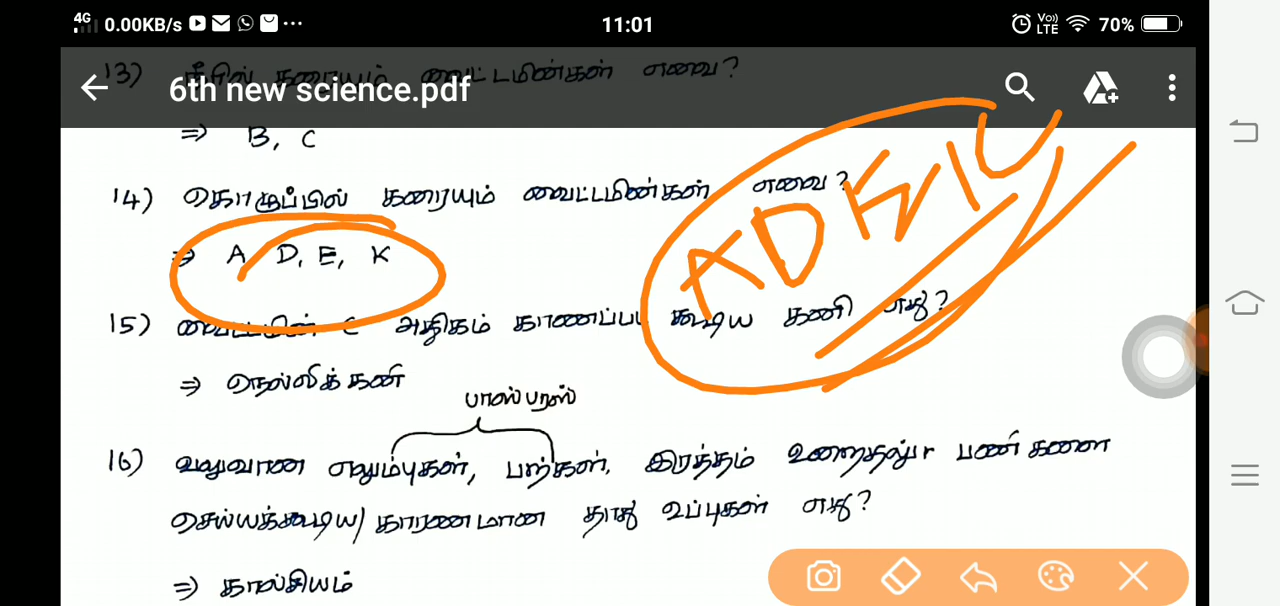 4G 0.00KB/s 11:01 VoLTE 70%
13) நீரில் கரையும் வைட்டமின்கள் எவை?
6th new science.pdf
⇒ B, C
14) கொழுப்பில் கரையும் வைட்டமின்கள் எவை?
⇒ A D, E, K
ADEK
15) வைட்டமின் C அதிகம் காணப்படக் கூடிய கனி எது?
⇒ நெல்லிக்கனி
பாஸ்பரஸ்
16) வலுவான எலும்புகள், பற்கள், இரத்தம் உறைதல் பணிகளை
செய்யக்கூடிய/காரணமான தாது உப்புகள் எது?
⇒ கால்சியம்